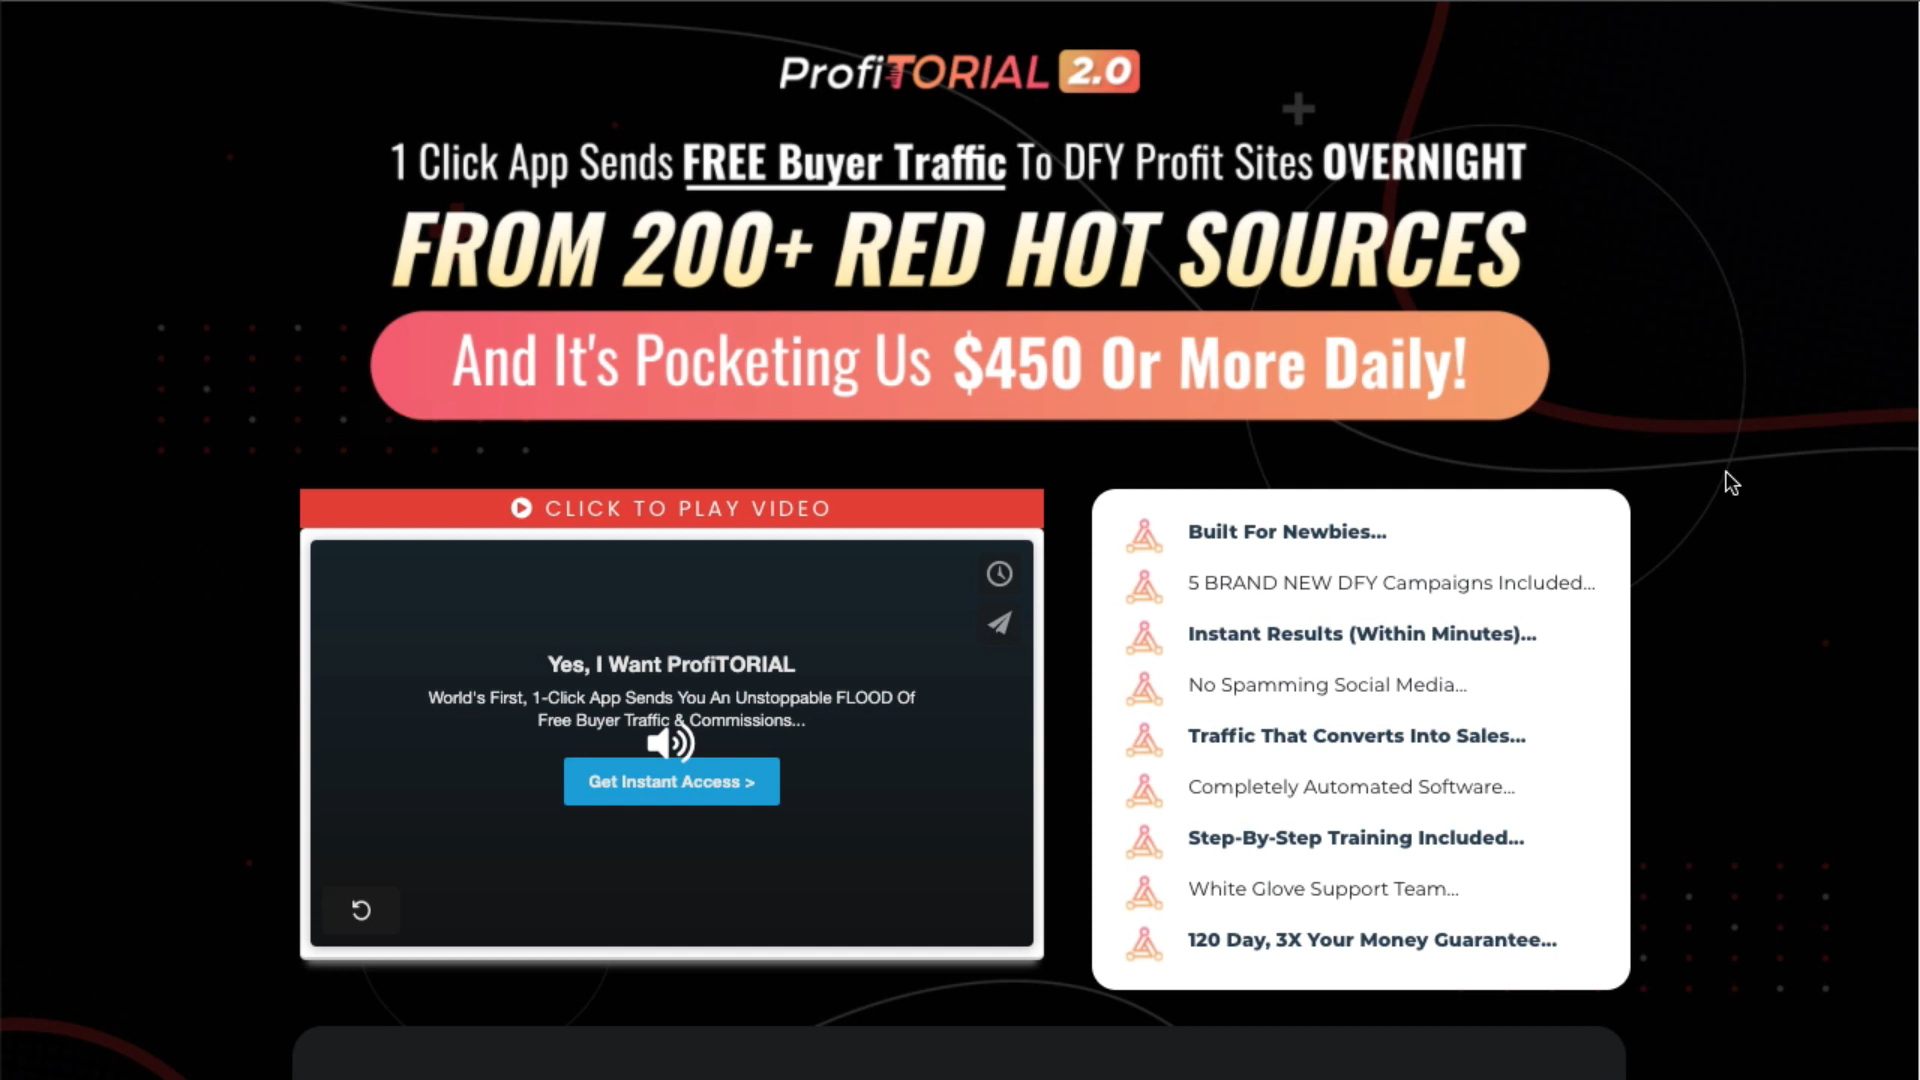 ProfiTORIAL 2.0
1 Click App Sends FREE Buyer Traffic To DFY Profit Sites OVERNIGHT
FROM 200+ RED HOT SOURCES
And It's Pocketing Us $450 Or More Daily!
CLICK TO PLAY VIDEO
Yes, I Want ProfiTORIAL
World's First, 1-Click App Sends You An Unstoppable FLOOD Of
Free Buyer Traffic & Commissions...
Get Instant Access >
Built For Newbies...
5 BRAND NEW DFY Campaigns Included...
Instant Results (Within Minutes)...
No Spamming Social Media...
Traffic That Converts Into Sales...
Completely Automated Software...
Step-By-Step Training Included...
White Glove Support Team...
120 Day, 3X Your Money Guarantee...